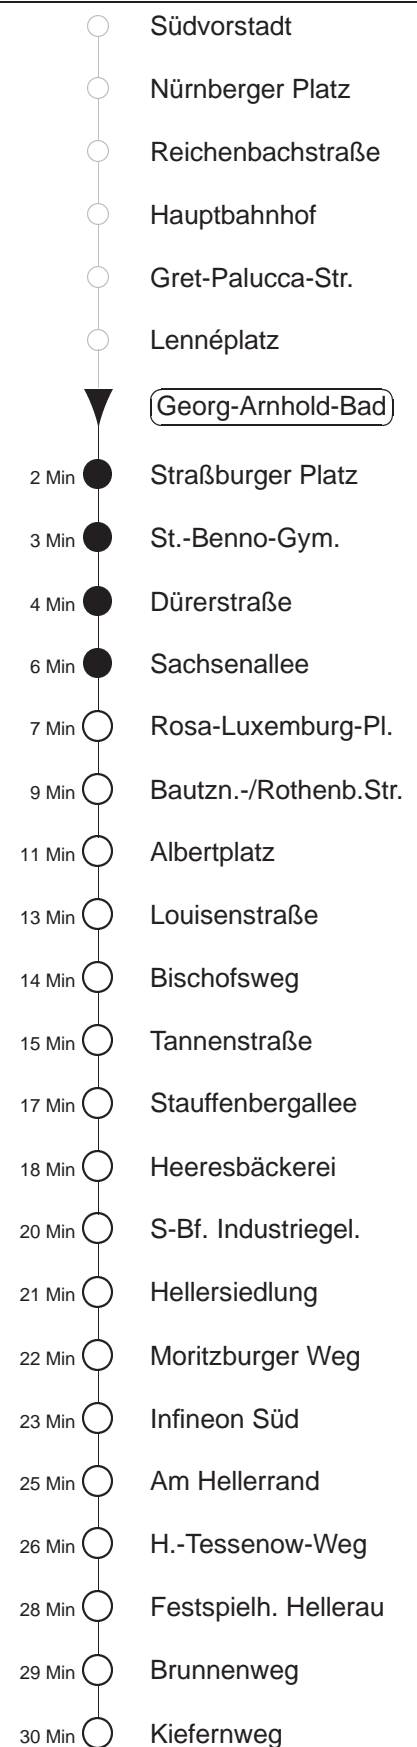 Südvorstadt
Nürnberger Platz
Reichenbachstraße
Hauptbahnhof
Gret-Palucca-Str.
Lennéplatz
Georg-Arnhold-Bad
2 Min Straßburger Platz
3 Min St.-Benno-Gym.
4 Min Dürerstraße
6 Min Sachsenallee
7 Min Rosa-Luxemburg-Pl.
9 Min Bautzn.-/Rothenb.Str.
11 Min Albertplatz
13 Min Louisenstraße
14 Min Bischofsweg
15 Min Tannenstraße
17 Min Stauffenbergallee
18 Min Heeresbäckerei
20 Min S-Bf. Industriegel.
21 Min Hellersiedlung
22 Min Moritzburger Weg
23 Min Infineon Süd
25 Min Am Hellerrand
26 Min H.-Tessenow-Weg
28 Min Festspielh. Hellerau
29 Min Brunnenweg
30 Min Kiefernweg